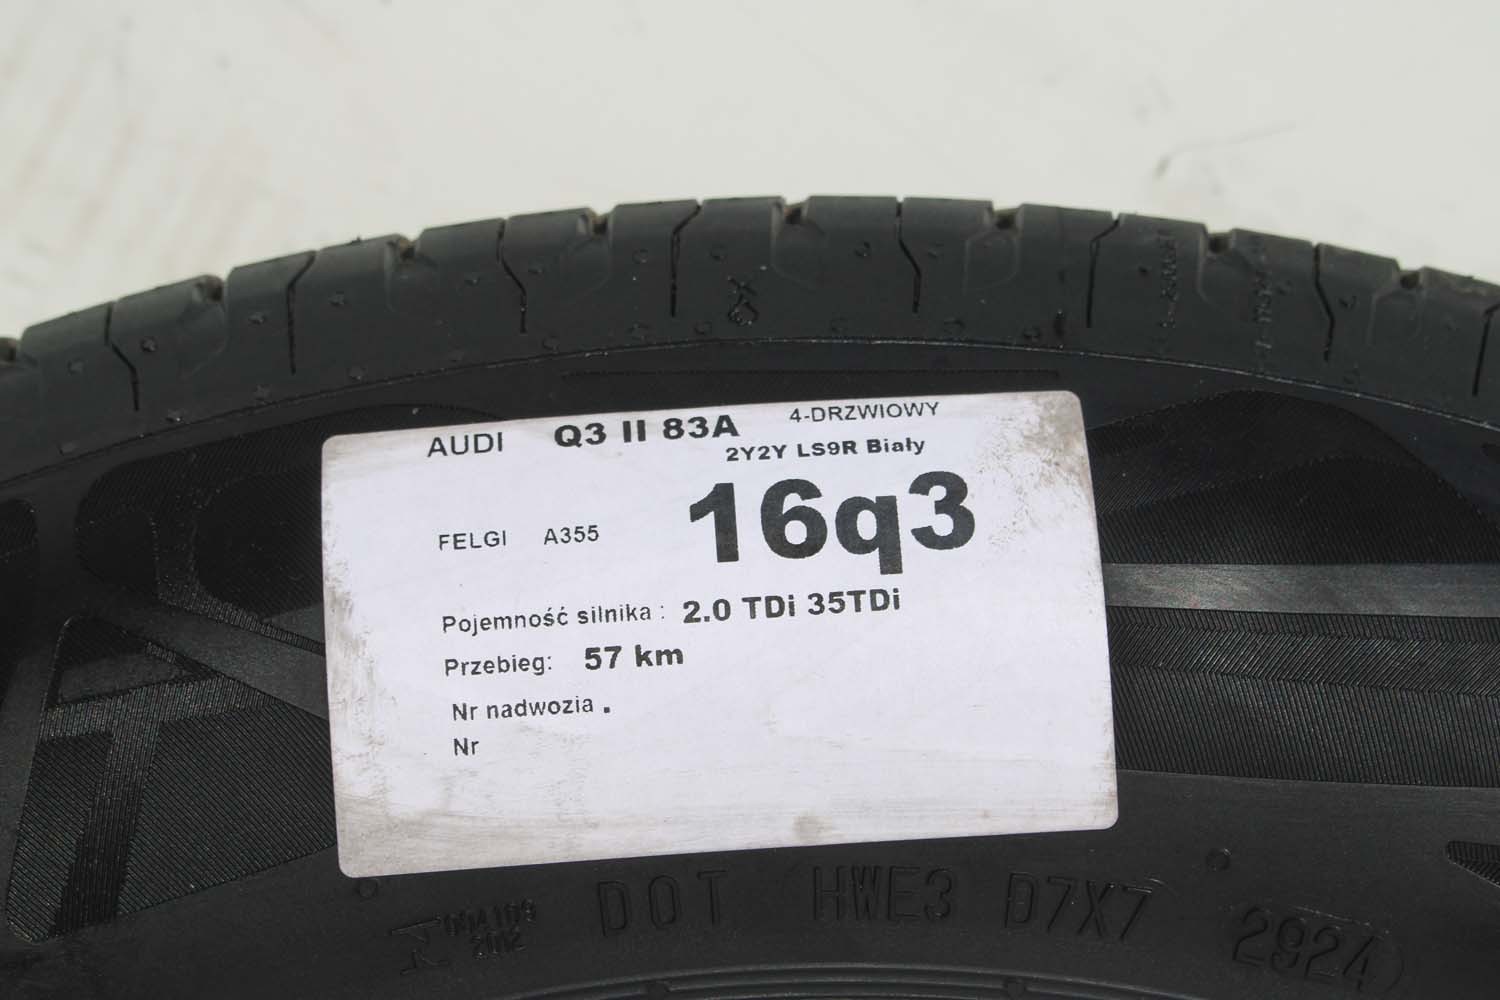 AUDI Q3 II 83A 4-DRZWIOWY
2Y2Y LS9R Biały
FELGI A355 16q3
Pojemność silnika : 2.0 TDi 35TDi
Przebieg: 57 km
Nr nadwozia .
Nr
DOT HWE3 D7X7 2924